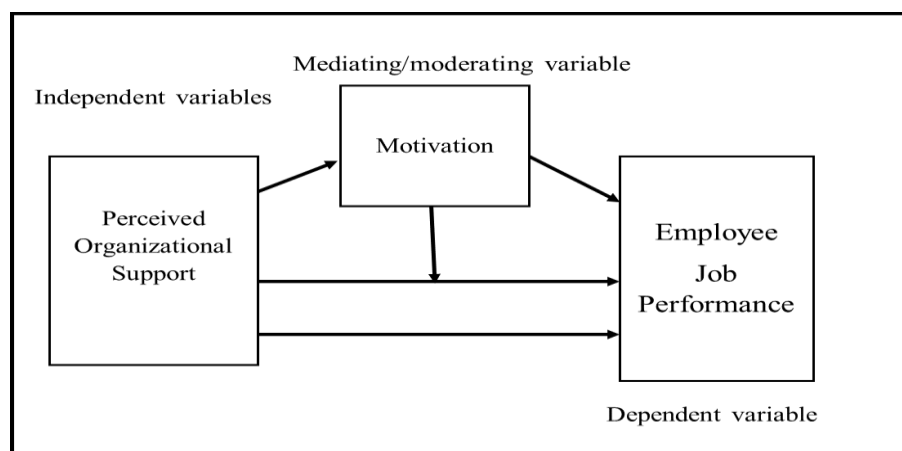 Mediating/moderating variable
Independent variables
Motivation
Perceived
Organizational
Support
Employee
Job
Performance
Dependent variable